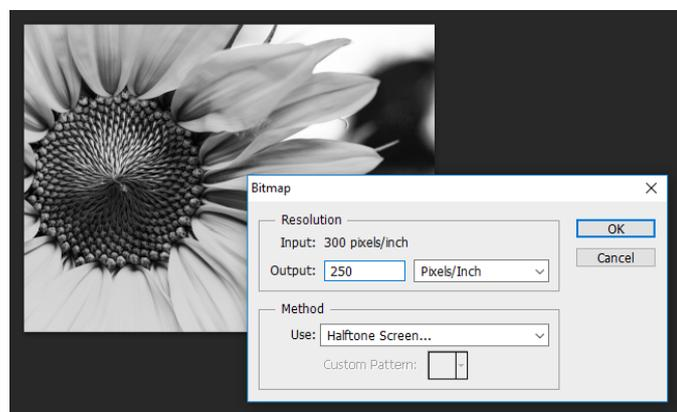 Bitmap
Resolution
Input: 300 pixels/inch
Output: 250 Pixels/Inch
Method
Use: Halftone Screen...
Custom Pattern:
OK
Cancel